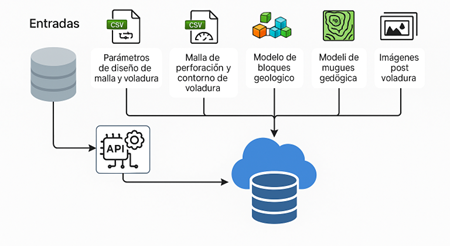 Entradas
CSV
CSV
Parámetros
de diseño de
malla y voladura
Malla de
perforación y
contorno de
voladura
Modelo de
bloques
geologico
Modeli de
mugues
gedögica
Imágenes
post
voladura
API